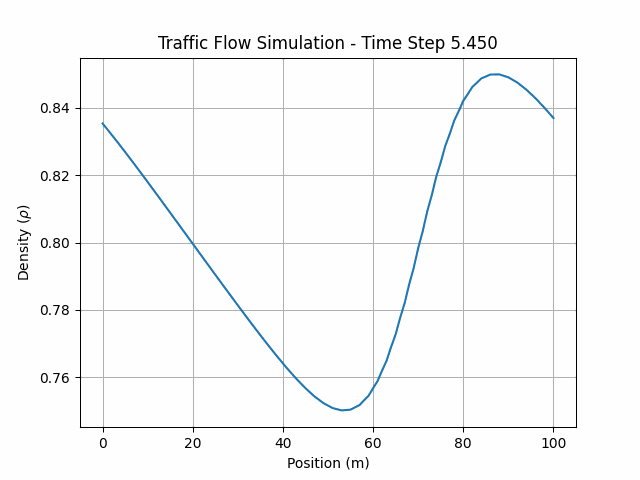 Traffic Flow Simulation - Time Step 5.450
Density (ρ)
0.84
0.82
0.80
0.78
0.76
0 20 40 60 80 100
Position (m)